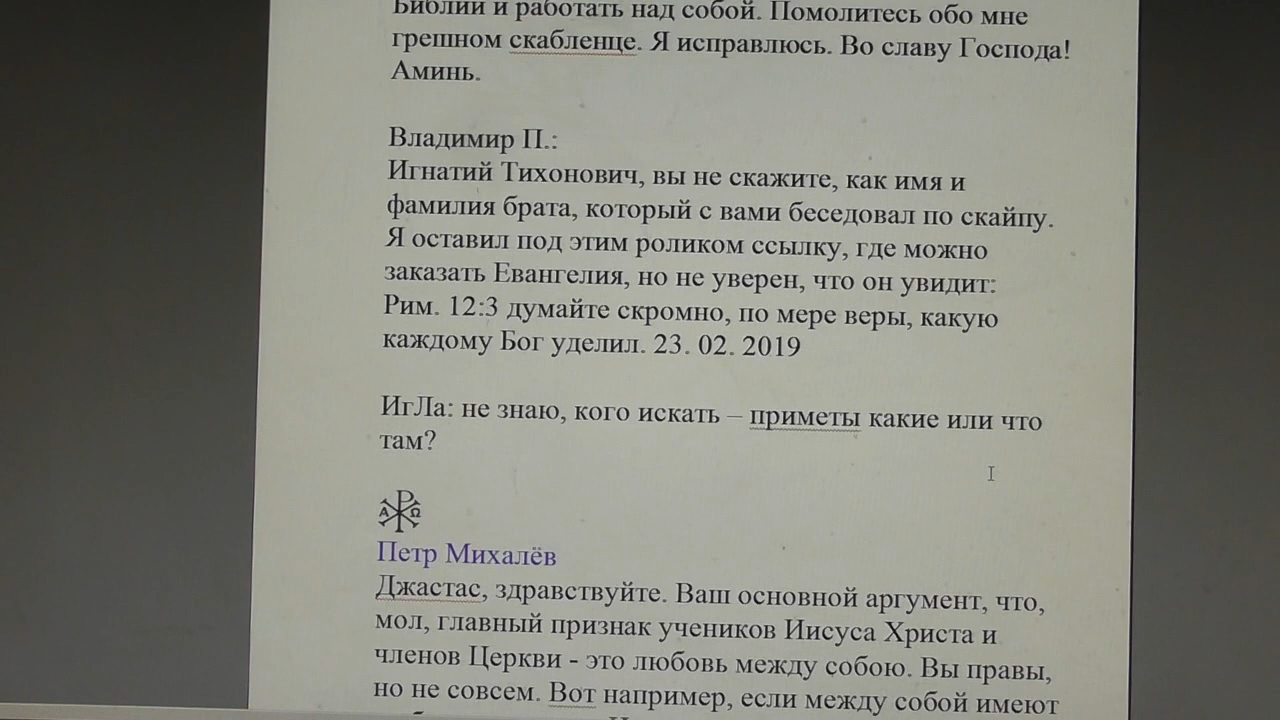 Библии и работать над собой. Помолитесь обо мне
грешном скабленце. Я исправлюсь. Во славу Господа!
Аминь.
Владимир П.:
Игнатий Тихонович, вы не скажите, как имя и
фамилия брата, который с вами беседовал по скайпу.
Я оставил под этим роликом ссылку, где можно
заказать Евангелия, но не уверен, что он увидит:
Рим. 12:3 думайте скромно, по мере веры, какую
каждому Бог уделил. 23. 02. 2019
ИгЛа: не знаю, кого искать – приметы какие или что
там?
Α Ω
Петр Михалёв
Джастас, здравствуйте. Ваш основной аргумент, что,
мол, главный признак учеников Иисуса Христа и
членов Церкви - это любовь между собою. Вы правы,
но не совсем. Вот например, если между собой имеют